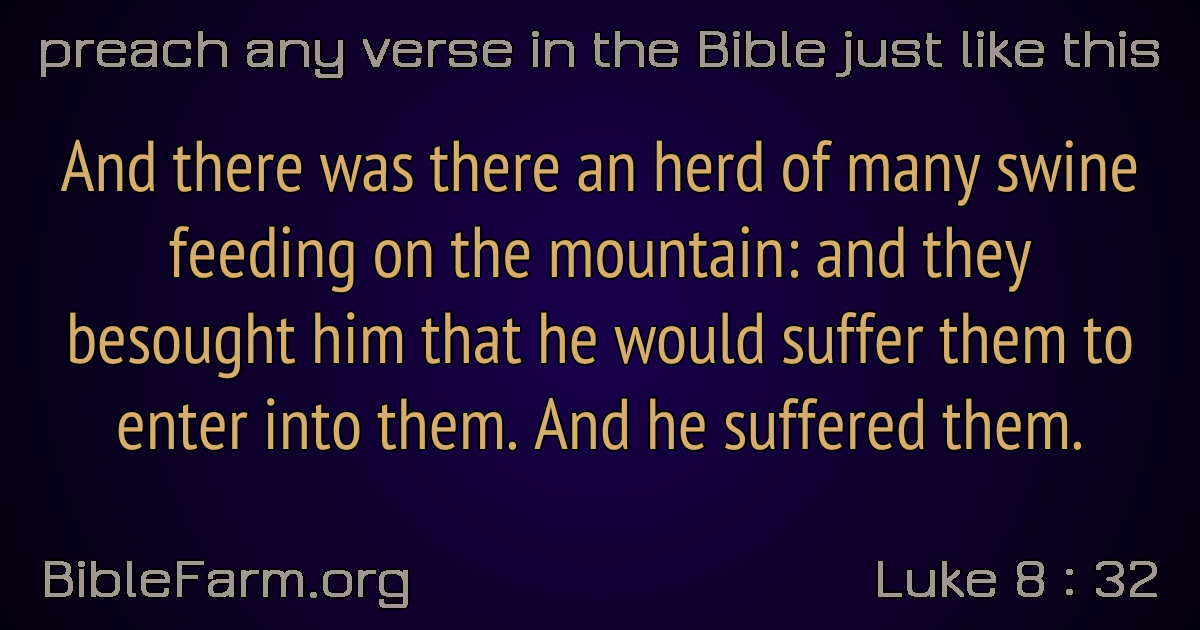 preach any verse in the Bible just like this
And there was there an herd of many swine
feeding on the mountain: and they
besought him that he would suffer them to
enter into them. And he suffered them.
BibleFarm.org
Luke 8 : 32